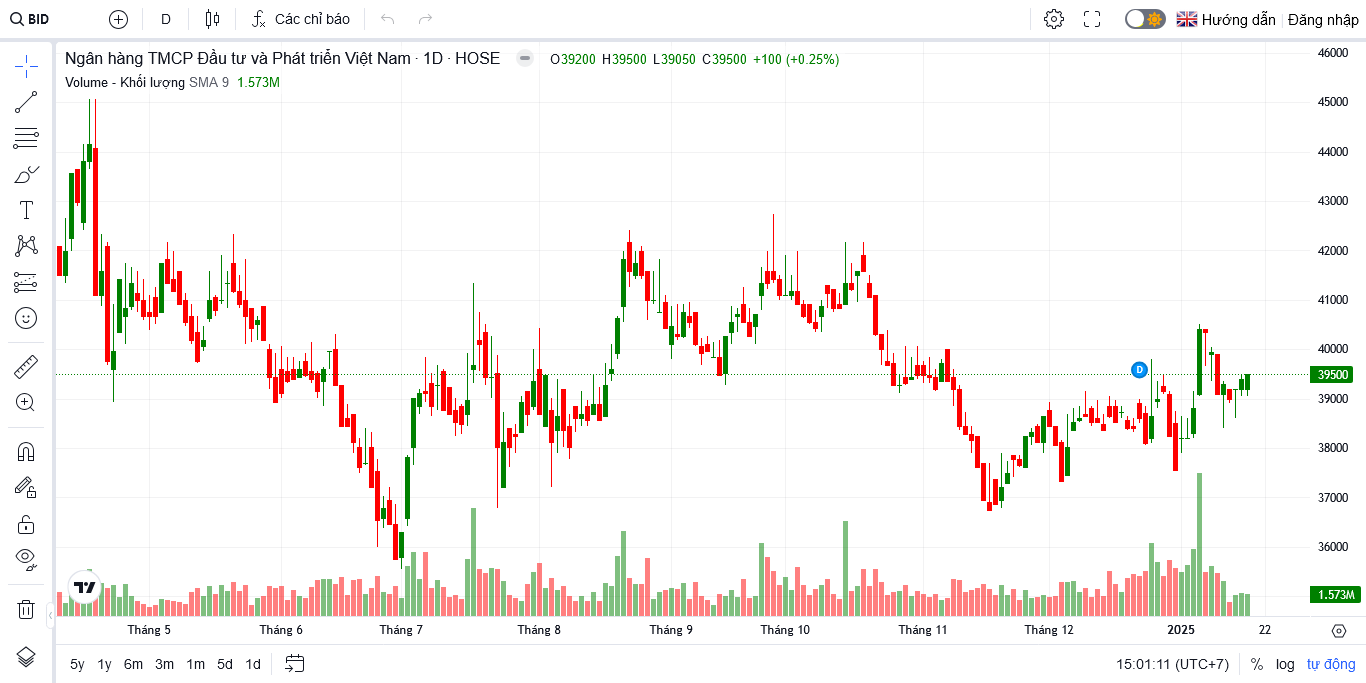 BID D Các chỉ báo Hướng dẫn Đăng nhập
Ngân hàng TMCP Đầu tư và Phát triển Việt Nam · 1D · HOSE O39200 H39500 L39050 C39500 +100 (+0.25%)
Volume - Khối lượng SMA 9 1.573M
46000
45000
44000
43000
42000
41000
40000
39500
39000
38000
37000
36000
1.573M
D
Tháng 5 Tháng 6 Tháng 7 Tháng 8 Tháng 9 Tháng 10 Tháng 11 Tháng 12 2025 22
5y 1y 6m 3m 1m 5d 1d 15:01:11 (UTC+7) % log tự động